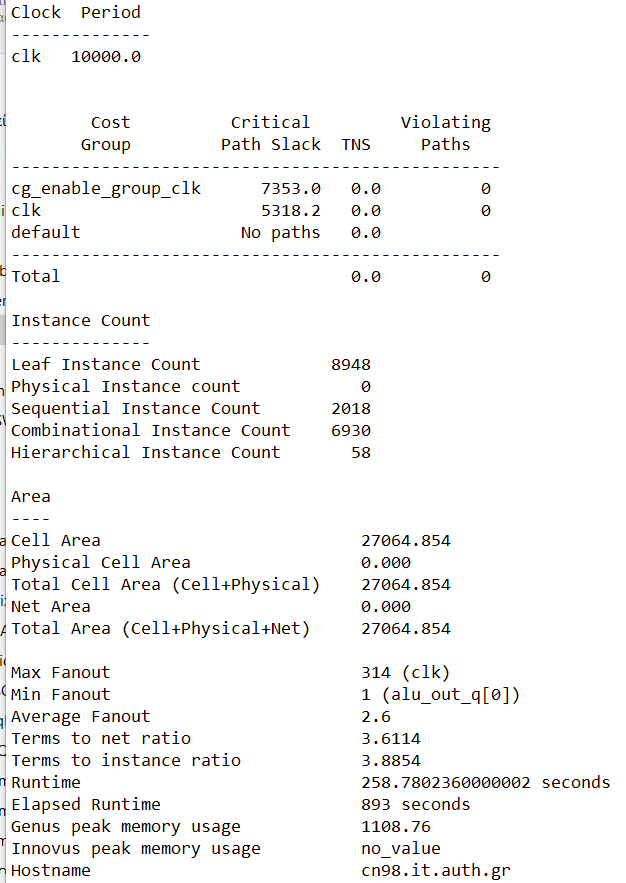 Clock  Period
--------------
clk   10000.0
        Cost          Critical         Violating
       Group         Path Slack  TNS     Paths
-------------------------------------------------
cg_enable_group_clk      7353.0   0.0          0
clk                      5318.2   0.0          0
default                No paths   0.0
-------------------------------------------------
Total                             0.0          0
Instance Count
--------------
Leaf Instance Count             8948
Physical Instance count            0
Sequential Instance Count       2018
Combinational Instance Count    6930
Hierarchical Instance Count       58
Area
----
Cell Area                          27064.854
Physical Cell Area                 0.000
Total Cell Area (Cell+Physical)    27064.854
Net Area                           0.000
Total Area (Cell+Physical+Net)     27064.854
Max Fanout                         314 (clk)
Min Fanout                         1 (alu_out_q[0])
Average Fanout                     2.6
Terms to net ratio                 3.6114
Terms to instance ratio            3.8854
Runtime                            258.7802360000002 seconds
Elapsed Runtime                    893 seconds
Genus peak memory usage            1108.76
Innovus peak memory usage          no_value
Hostname                           cn98.it.auth.gr